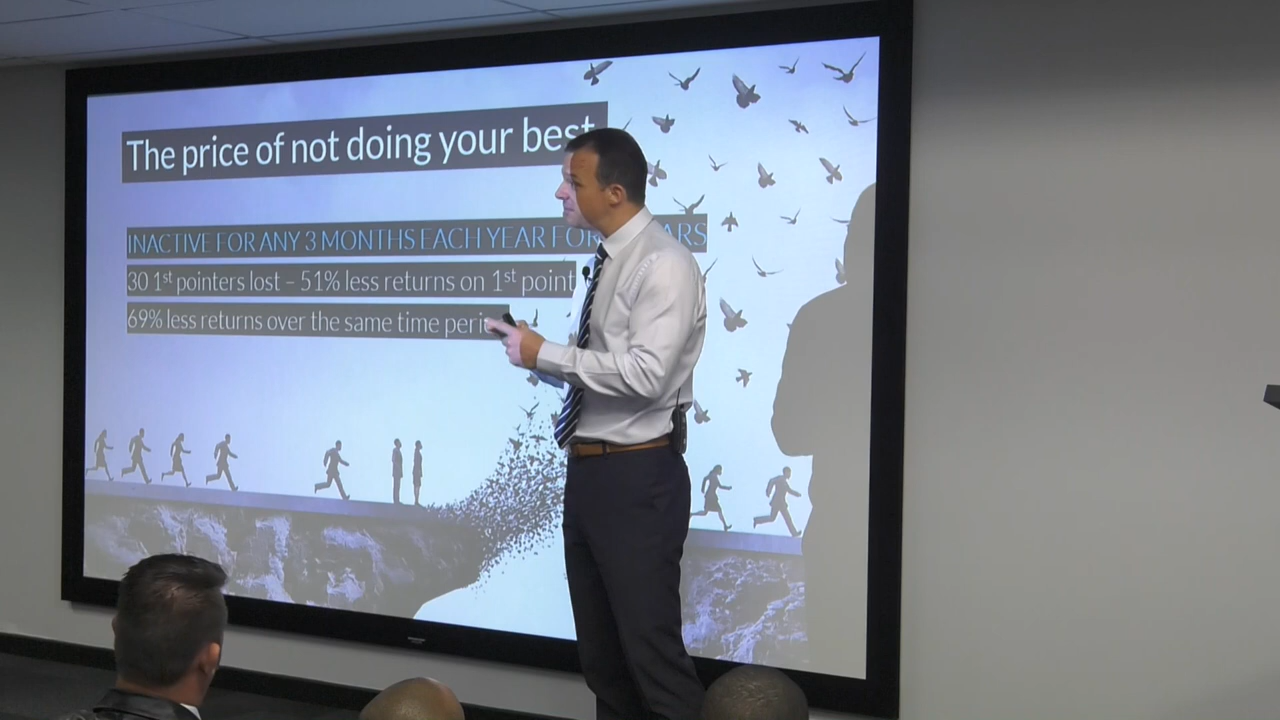 The price of not doing your best
INACTIVE FOR ANY 3 MONTHS EACH YEAR FOR
30 1st pointers lost – 51% less returns on 1st point
69% less returns over the same time